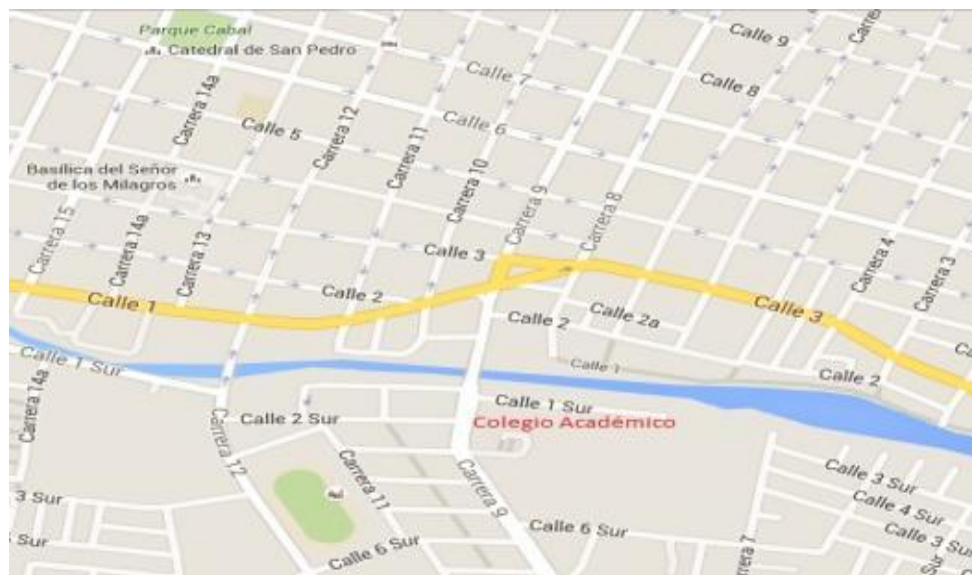 Parque Cabal
Catedral de San Pedro
Calle 9
Calle 7
Calle 8
Carrera 14a
Carrera 12
Calle 6
Calle 5
Carrera 11
Basílica del Señor
de los Milagros
Carrera 10
Carrera 9
Carrera 8
Carrera 15
Carrera 14a
Carrera 13
Calle 3
Carrera 4
Carrera 3
Calle 1
Calle 2
Calle 3
Calle 2
Calle 2a
Calle 1 Sur
Calle 1
Calle 2
Ca
Carrera 14a
Calle 2 Sur
Calle 1 Sur
Colegio Académico
Carrera 12
Carrera 11
Carrera 9
3 Sur
Calle 3 Sur
Calle 4 Sur
Sur
Calle 6 Sur
Calle 6 Sur
Carrera 7
Calle 3 Sur
Sur